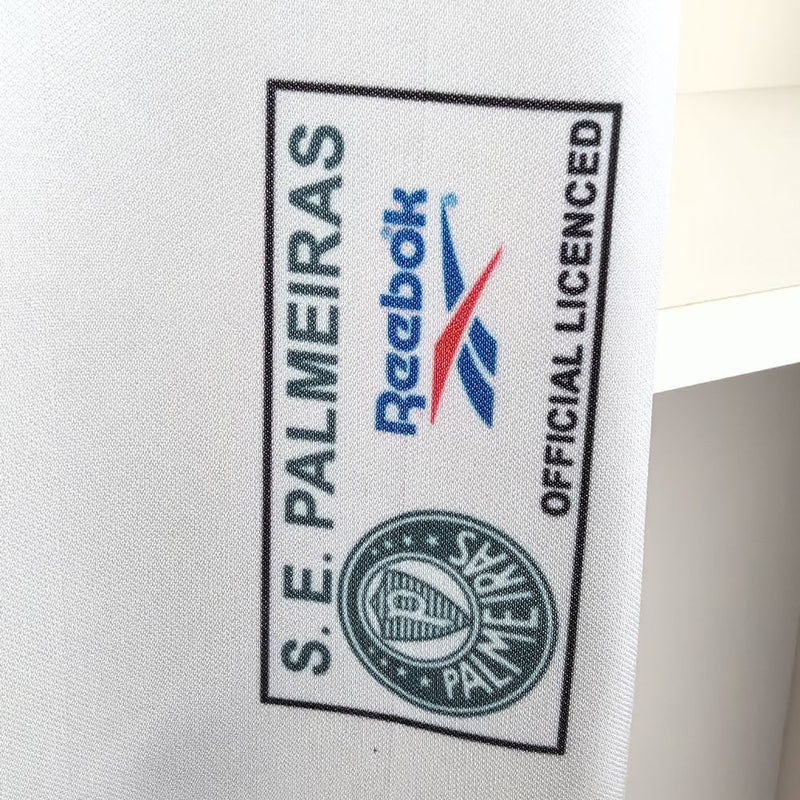 S. E. PALMEIRAS
Reebok
PALMEIRAS
P
OFFICIAL LICENCED